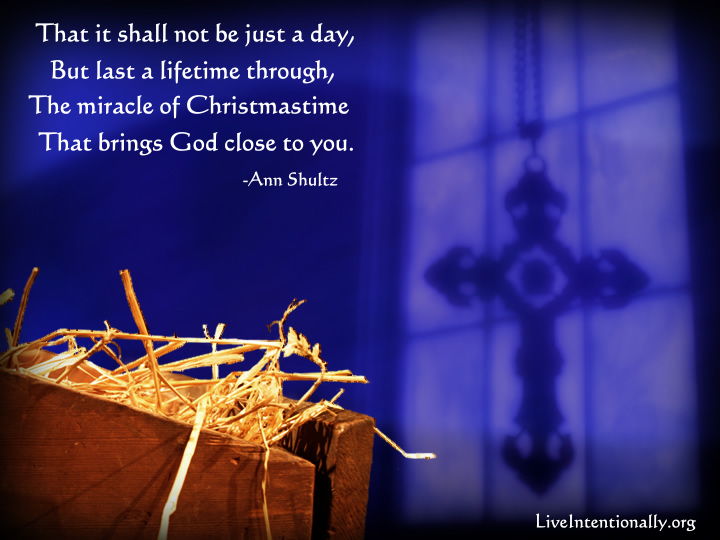 That it shall not be just a day,
But last a lifetime through,
The miracle of Christmastime
That brings God close to you.
-Ann Shultz
LiveIntentionally.org